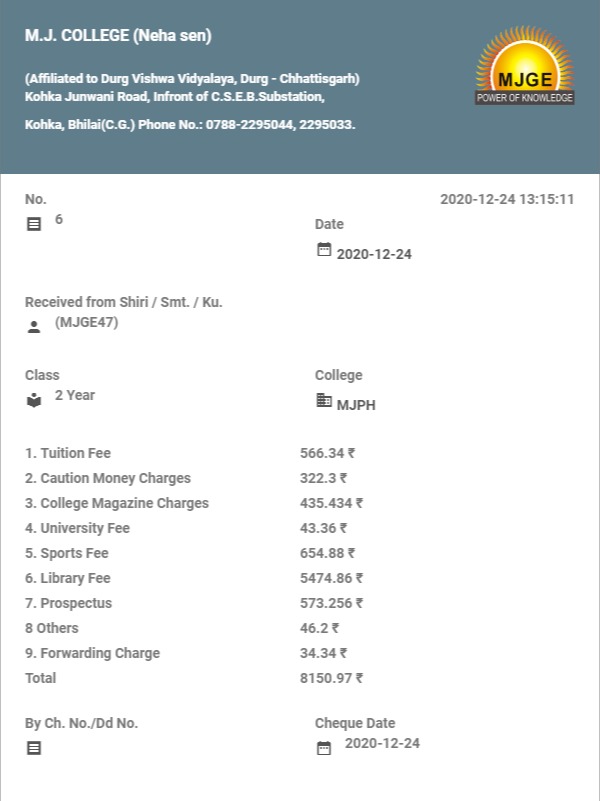 M.J. COLLEGE (Neha sen)
(Affiliated to Durg Vishwa Vidyalaya, Durg - Chhattisgarh)
Kohka Junwani Road, Infront of C.S.E.B.Substation,
Kohka, Bhilai(C.G.) Phone No.: 0788-2295044, 2295033.
MJGE
POWER OF KNOWLEDGE
No. 2020-12-24 13:15:11
6
Date
2020-12-24
Received from Shiri / Smt. / Ku.
(MJGE47)
Class College
2 Year MJPH
1. Tuition Fee 566.34 ₹
2. Caution Money Charges 322.3 ₹
3. College Magazine Charges 435.434 ₹
4. University Fee 43.36 ₹
5. Sports Fee 654.88 ₹
6. Library Fee 5474.86 ₹
7. Prospectus 573.256 ₹
8 Others 46.2 ₹
9. Forwarding Charge 34.34 ₹
Total 8150.97 ₹
By Ch. No./Dd No. Cheque Date
2020-12-24